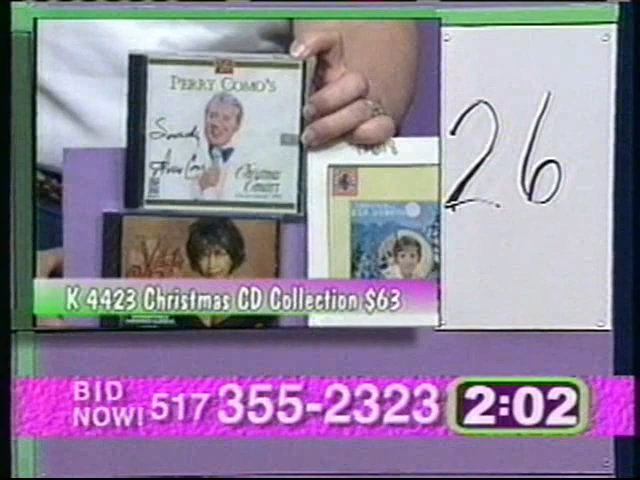 PERRY COMO'S
Christmas
Concert
26
K 4423 Christmas CD Collection $63
BID
NOW!
517 355-2323
2:02